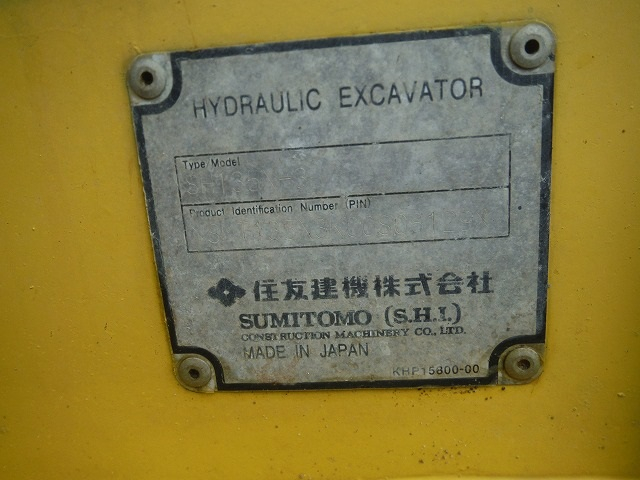 HYDRAULIC EXCAVATOR
Type/Model
Product Identification Number (PIN)
住友建機株式会社
SUMITOMO (S.H.I.)
CONSTRUCTION MACHINERY CO., LTD.
MADE IN JAPAN
KHP15800-00